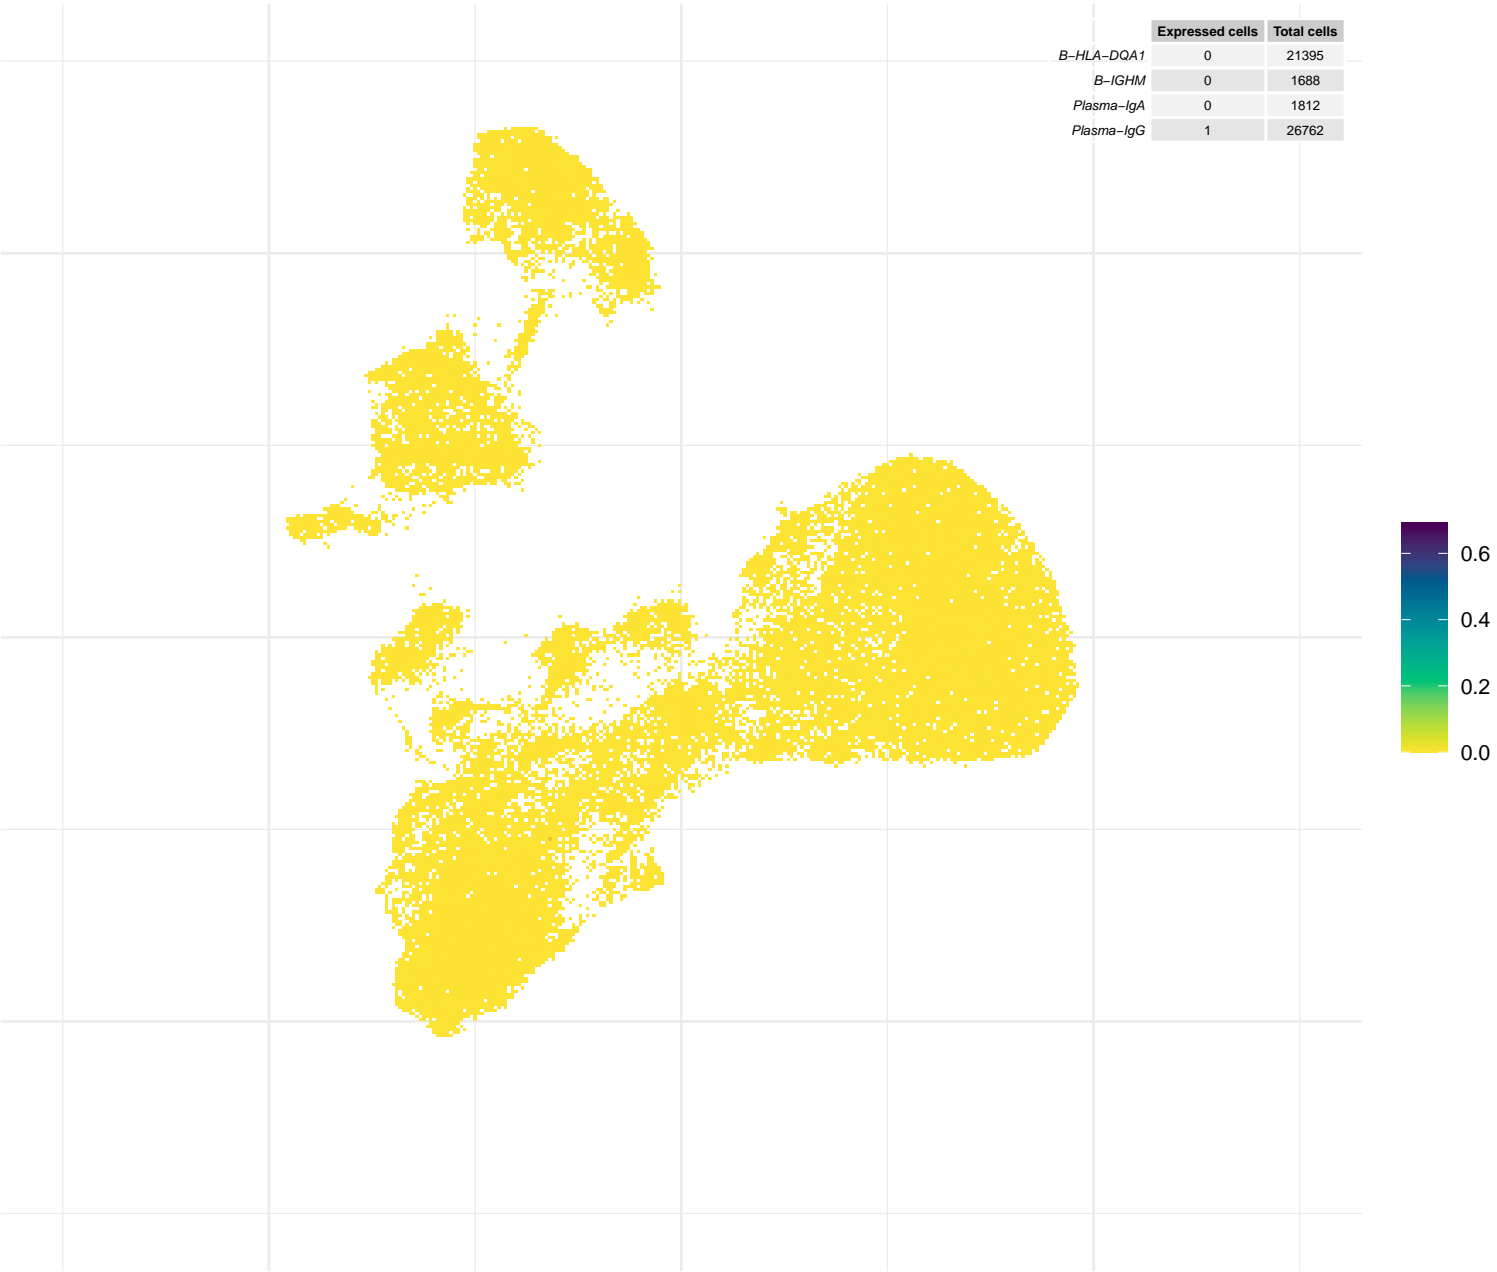 Expressed cells Total cells
B–HLA–DQA1 0 21395
B–IGHM 0 1688
Plasma–IgA 0 1812
Plasma–IgG 1 26762
0.6
0.4
0.2
0.0